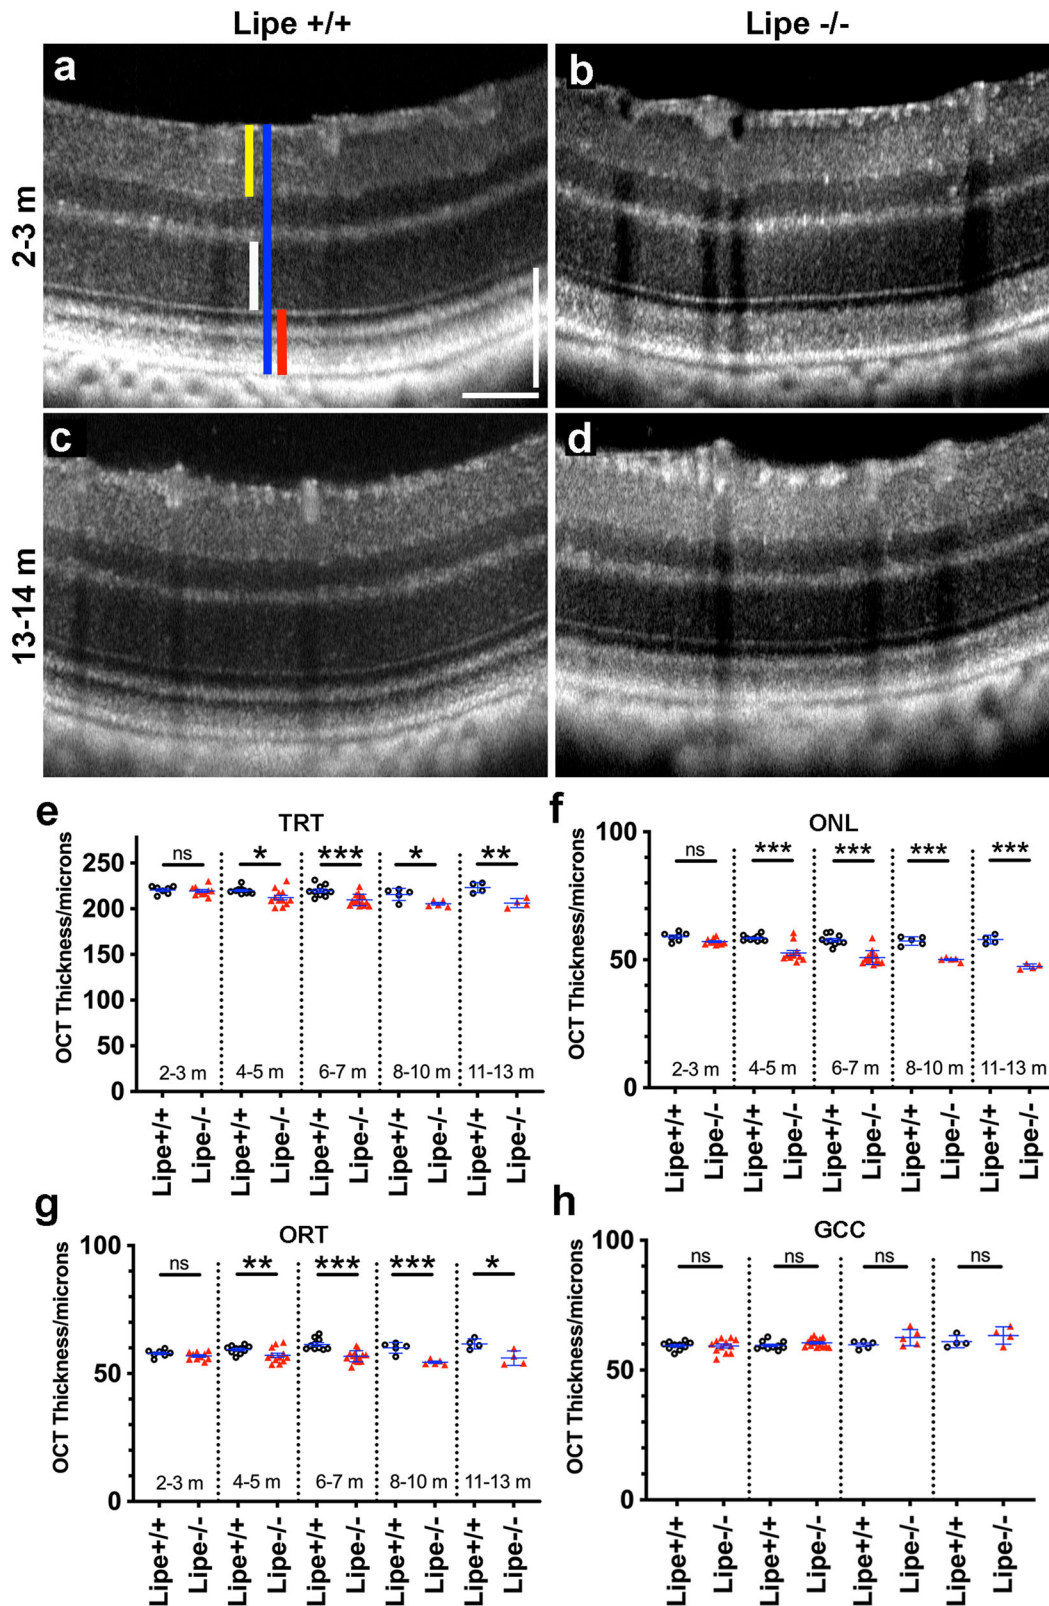 Lipe +/+ Lipe -/-
a b
2-3 m
c d
13-14 m
e
TRT
OCT Thickness/microns
250
200
150
100
50
0
ns * *** * **
2-3 m 4-5 m 6-7 m 8-10 m 11-13 m
Lipe+/+ Lipe-/- Lipe+/+ Lipe-/- Lipe+/+ Lipe-/- Lipe+/+ Lipe-/- Lipe+/+ Lipe-/-
f
ONL
OCT Thickness/microns
100
50
0
ns *** *** *** ***
2-3 m 4-5 m 6-7 m 8-10 m 11-13 m
Lipe+/+ Lipe-/- Lipe+/+ Lipe-/- Lipe+/+ Lipe-/- Lipe+/+ Lipe-/- Lipe+/+ Lipe-/-
g
ORT
OCT Thickness/microns
100
50
0
ns ** *** *** *
2-3 m 4-5 m 6-7 m 8-10 m 11-13 m
Lipe+/+ Lipe-/- Lipe+/+ Lipe-/- Lipe+/+ Lipe-/- Lipe+/+ Lipe-/- Lipe+/+ Lipe-/-
h
GCC
OCT Thickness/microns
100
50
0
ns ns ns ns
Lipe+/+ Lipe-/- Lipe+/+ Lipe-/- Lipe+/+ Lipe-/- Lipe+/+ Lipe-/-